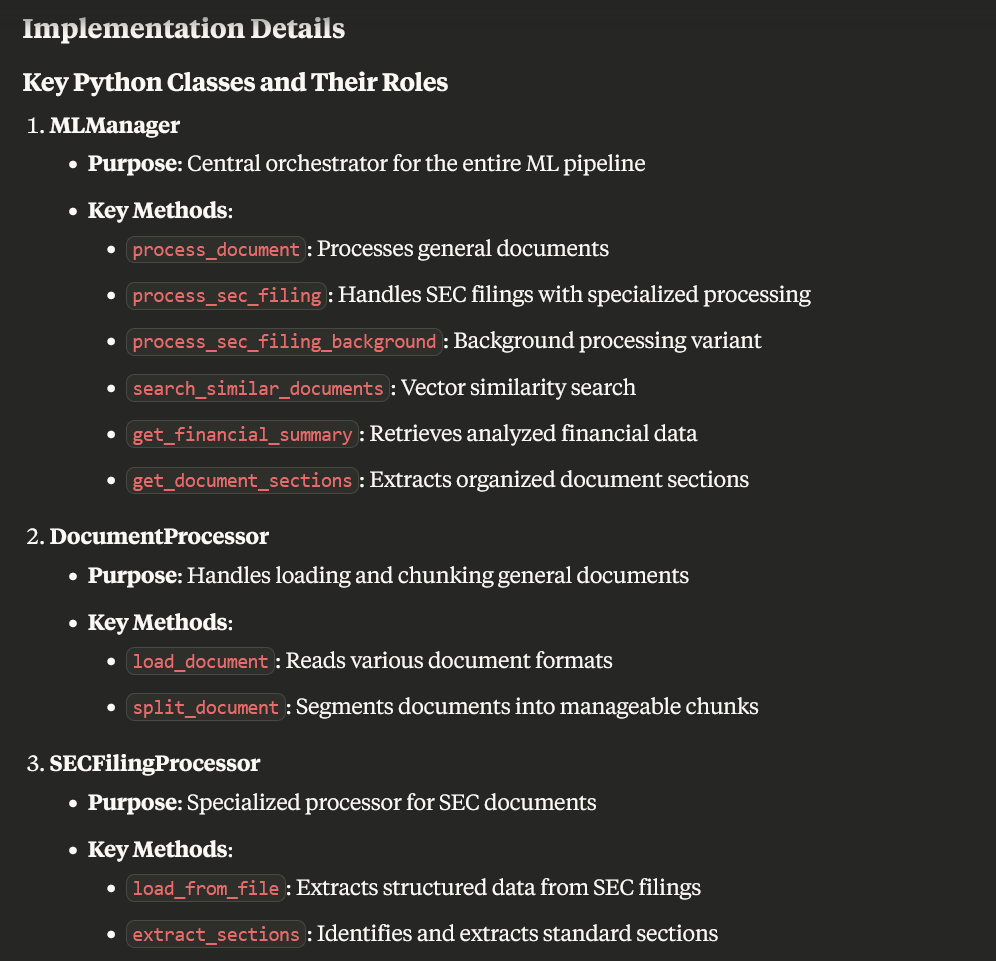 Implementation Details
Key Python Classes and Their Roles
1. MLManager
• Purpose: Central orchestrator for the entire ML pipeline
• Key Methods:
• process_document: Processes general documents
• process_sec_filing: Handles SEC filings with specialized processing
• process_sec_filing_background: Background processing variant
• search_similar_documents: Vector similarity search
• get_financial_summary: Retrieves analyzed financial data
• get_document_sections: Extracts organized document sections
2. DocumentProcessor
• Purpose: Handles loading and chunking general documents
• Key Methods:
• load_document: Reads various document formats
• split_document: Segments documents into manageable chunks
3. SECFilingProcessor
• Purpose: Specialized processor for SEC documents
• Key Methods:
• load_from_file: Extracts structured data from SEC filings
• extract_sections: Identifies and extracts standard sections